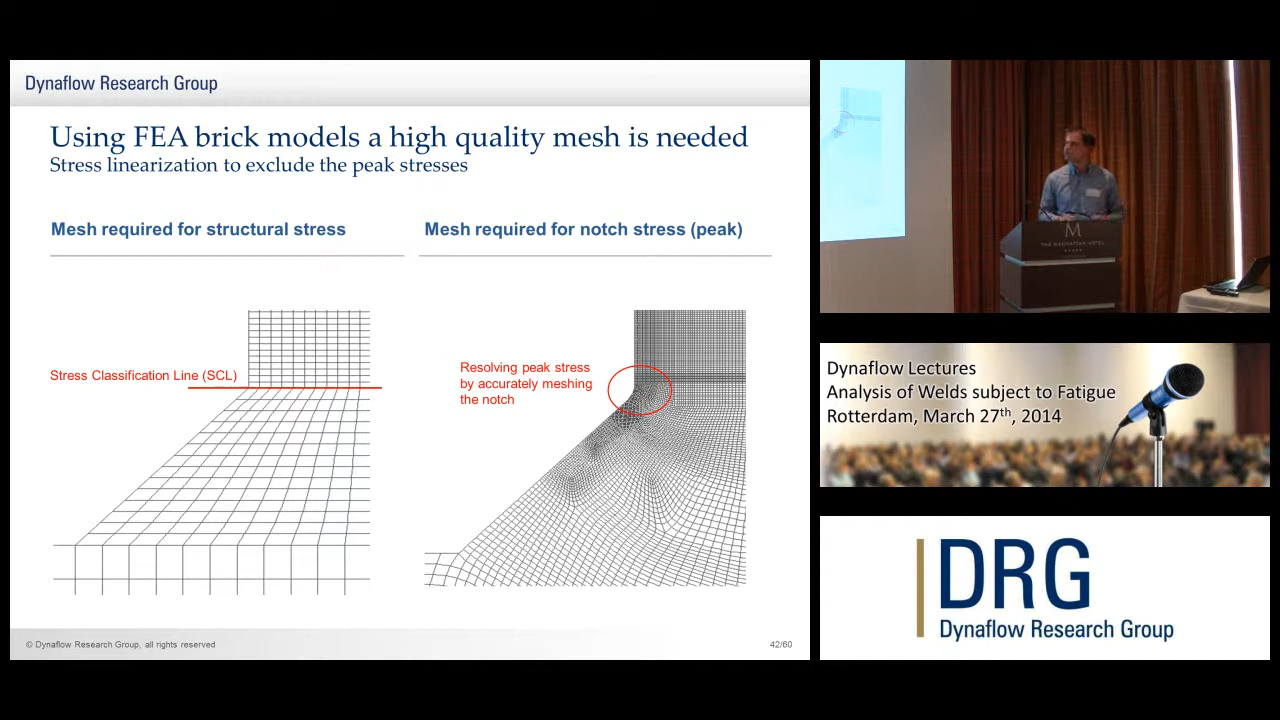 Dynaflow Research Group
Using FEA brick models a high quality mesh is needed
Stress linearization to exclude the peak stresses
Mesh required for structural stress
Mesh required for notch stress (peak)
Stress Classification Line (SCL)
Resolving peak stress
by accurately meshing
the notch
© Dynaflow Research Group, all rights reserved
42/60
M
THE MANHATTAN HOTEL
Dynaflow Lectures
Analysis of Welds subject to Fatigue
Rotterdam, March 27th, 2014
DRG
Dynaflow Research Group